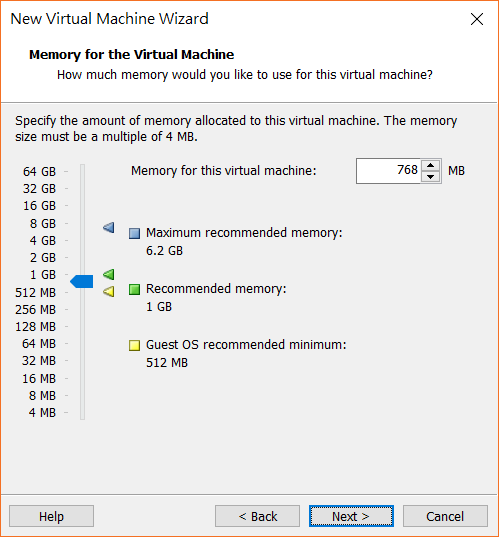 New Virtual Machine Wizard
Memory for the Virtual Machine
How much memory would you like to use for this virtual machine?
Specify the amount of memory allocated to this virtual machine. The memory
size must be a multiple of 4 MB.
Memory for this virtual machine: 768 MB
64 GB
32 GB
16 GB
8 GB
4 GB
2 GB
1 GB
512 MB
256 MB
128 MB
64 MB
32 MB
16 MB
8 MB
4 MB
Maximum recommended memory:
6.2 GB
Recommended memory:
1 GB
Guest OS recommended minimum:
512 MB
Help
< Back
Next >
Cancel